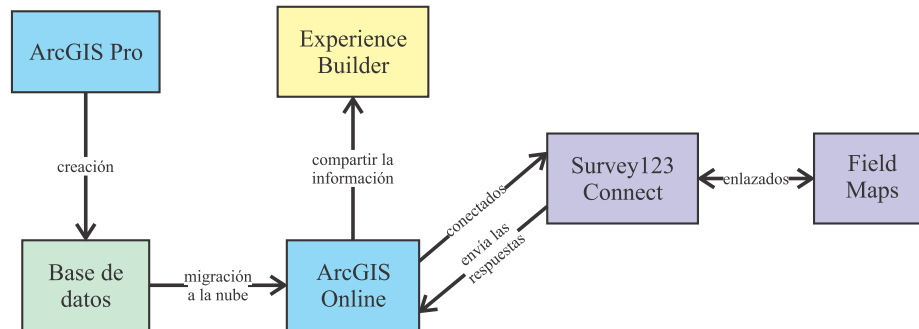 ArcGIS Pro
Experience
Builder
creación
compartir la
información
Survey123
Connect
enlazados
Field
Maps
conectados
envía las
respuestas
Base de
datos
migración
a la nube
ArcGIS
Online